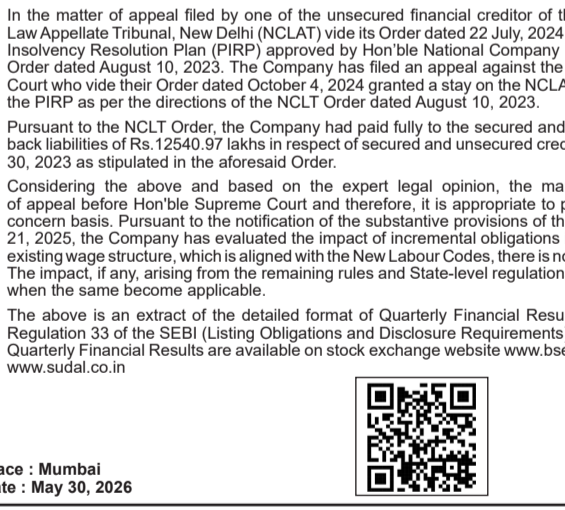 In the matter of appeal filed by one of the unsecured financial creditor of
Law Appellate Tribunal, New Delhi (NCLAT) vide its Order dated 22 July, 2024
Insolvency Resolution Plan (PIRP) approved by Hon'ble National Company
Order dated August 10, 2023. The Company has filed an appeal against the
Court who vide their Order dated October 4, 2024 granted a stay on the NCLA
the PIRP as per the directions of the NCLT Order dated August 10, 2023.
Pursuant to the NCLT Order, the Company had paid fully to the secured and
back liabilities of Rs.12540.97 lakhs in respect of secured and unsecured cred
30, 2023 as stipulated in the aforesaid Order.
Considering the above and based on the expert legal opinion, the ma
of appeal before Hon'ble Supreme Court and therefore, it is appropriate to p
concern basis. Pursuant to the notification of the substantive provisions of th
21, 2025, the Company has evaluated the impact of incremental obligations
existing wage structure, which is aligned with the New Labour Codes, there is no
The impact, if any, arising from the remaining rules and State-level regulation
when the same become applicable.
The above is an extract of the detailed format of Quarterly Financial Resu
Regulation 33 of the SEBI (Listing Obligations and Disclosure Requirements
Quarterly Financial Results are available on stock exchange website www.bse
www.sudal.co.in
ace : Mumbai
te : May 30, 2026